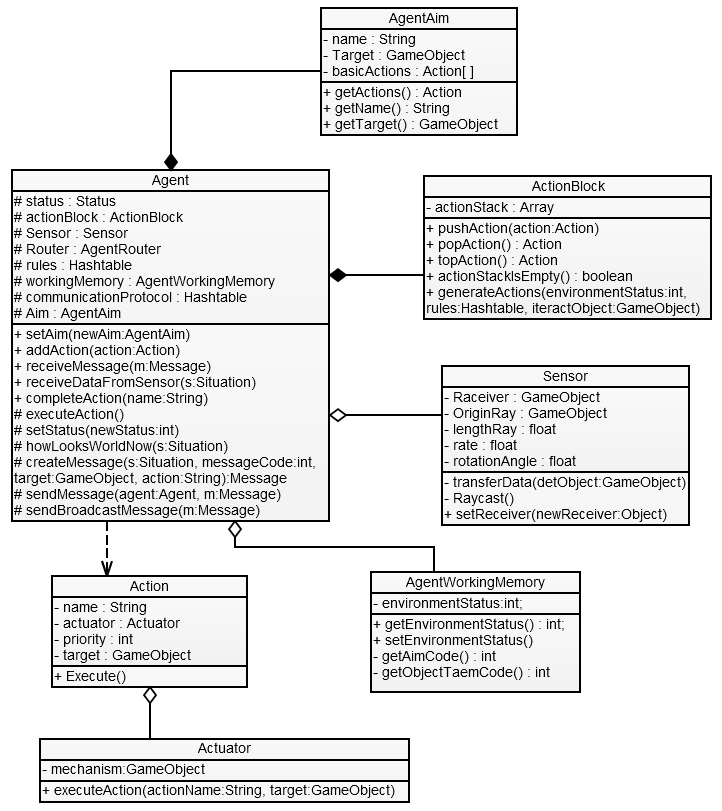 AgentAim
- name : String
- Target : GameObject
- basicActions : Action[ ]
+ getActions() : Action
+ getName() : String
+ getTarget() : GameObject
Agent
# status : Status
# actionBlock : ActionBlock
# Sensor : Sensor
# Router : AgentRouter
# rules : Hashtable
# workingMemory : AgentWorkingMemory
# communicationProtocol : Hashtable
# Aim : AgentAim
+ setAim(newAim:AgentAim)
+ addAction(action:Action)
+ receiveMessage(m:Message)
+ receiveDataFromSensor(s:Situation)
+ completeAction(name:String)
# executeAction()
# setStatus(newStatus:int)
# howLooksWorldNow(s:Situation)
# createMessage(s:Situation, messageCode:int,
target:GameObject, action:String):Message
# sendMessage(agent:Agent, m:Message)
# sendBroadcastMessage(m:Message)
ActionBlock
- actionStack : Array
+ pushAction(action:Action)
+ popAction() : Action
+ topAction() : Action
+ actionStackIsEmpty() : boolean
+ generateActions(environmentStatus:int,
rules:Hashtable, iteractObject:GameObject)
Sensor
- Raceiver : GameObject
- OriginRay : GameObject
- lengthRay : float
- rate : float
- rotationAngle : float
- transferData(detObject:GameObject)
- Raycast()
+ setReceiver(newReceiver:Object)
Action
- name : String
- actuator : Actuator
- priority : int
- target : GameObject
+ Execute()
AgentWorkingMemory
- environmentStatus:int;
+ getEnvironmentStatus() : int;
+ setEnvironmentStatus()
- getAimCode() : int
- getObjectTaemCode() : int
Actuator
- mechanism:GameObject
+ executeAction(actionName:String, target:GameObject)